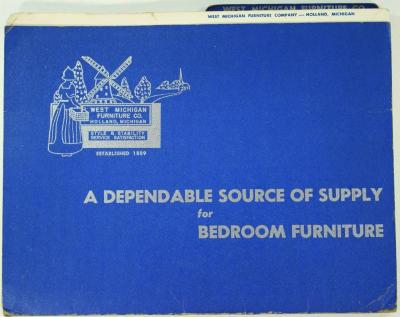 WEST MICHIGAN FURNITURE CO.
WEST MICHIGAN FURNITURE COMPANY — HOLLAND, MICHIGAN
WEST MICHIGAN
FURNITURE CO.
HOLLAND, MICHIGAN
STYLE & STABILITY
SERVICE SATISFACTION
ESTABLISHED 1889
A DEPENDABLE SOURCE OF SUPPLY
for
BEDROOM FURNITURE